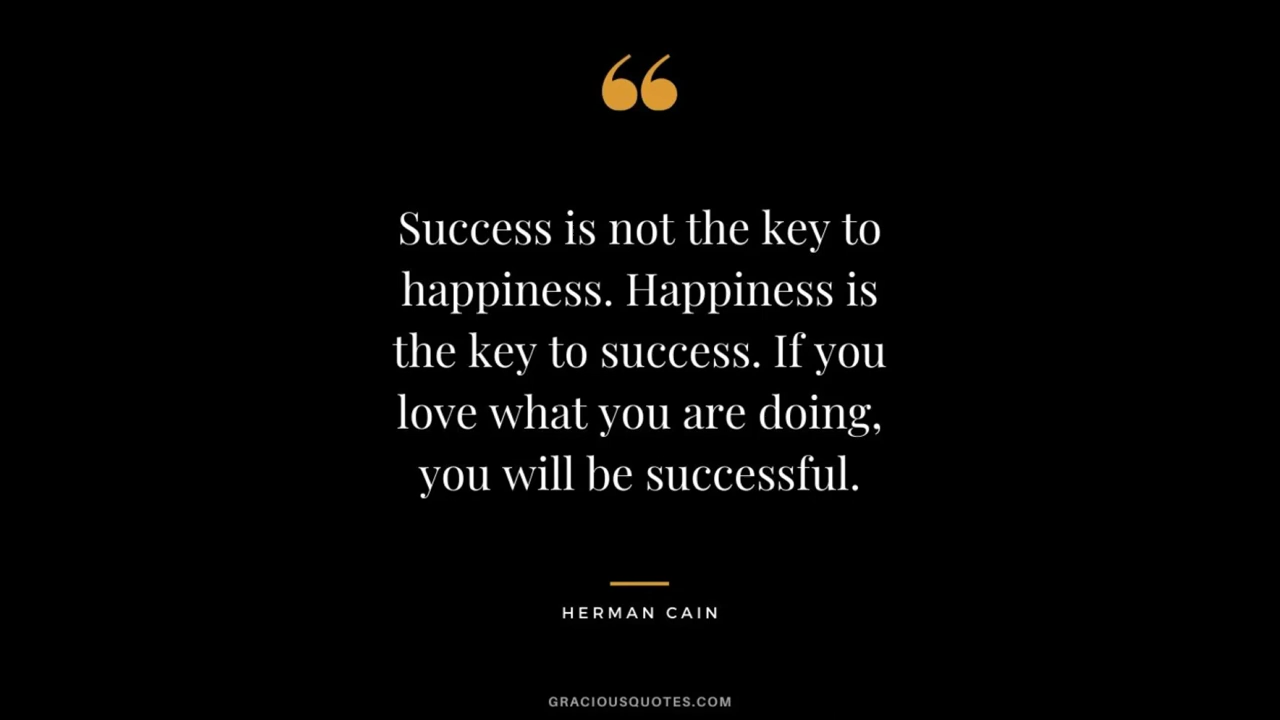 “
Success is not the key to
happiness. Happiness is
the key to success. If you
love what you are doing,
you will be successful.
HERMAN CAIN
GRACIOUSQUOTES.COM